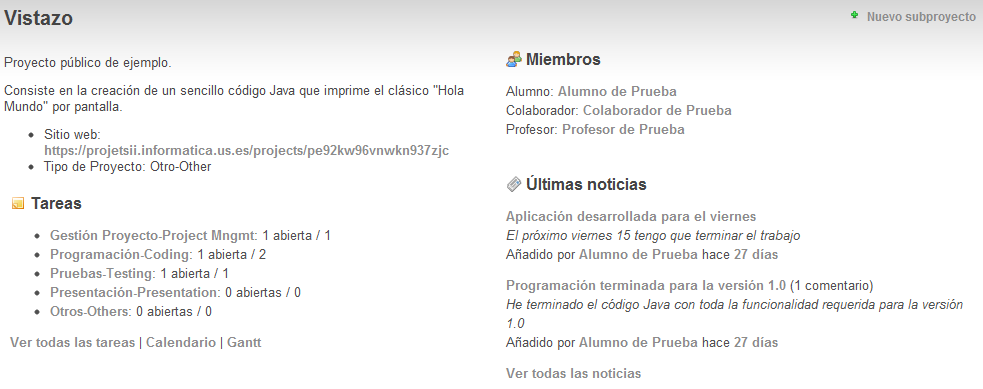 Vistazo
Nuevo subproyecto
Proyecto público de ejemplo.
Consiste en la creación de un sencillo código Java que imprime el clásico "Hola
Mundo" por pantalla.
Sitio web:
https://projetsii.informatica.us.es/projects/pe92kw96vnwkn937zjc
Tipo de Proyecto: Otro-Other
Tareas
Gestión Proyecto-Project Mngmt: 1 abierta / 1
Programación-Coding: 1 abierta / 2
Pruebas-Testing: 1 abierta / 1
Presentación-Presentation: 0 abiertas / 0
Otros-Others: 0 abiertas / 0
Ver todas las tareas | Calendario | Gantt
Miembros
Alumno: Alumno de Prueba
Colaborador: Colaborador de Prueba
Profesor: Profesor de Prueba
Últimas noticias
Aplicación desarrollada para el viernes
El próximo viernes 15 tengo que terminar el trabajo
Añadido por Alumno de Prueba hace 27 días
Programación terminada para la versión 1.0 (1 comentario)
He terminado el código Java con toda la funcionalidad requerida para la versión
1.0
Añadido por Alumno de Prueba hace 27 días
Ver todas las noticias